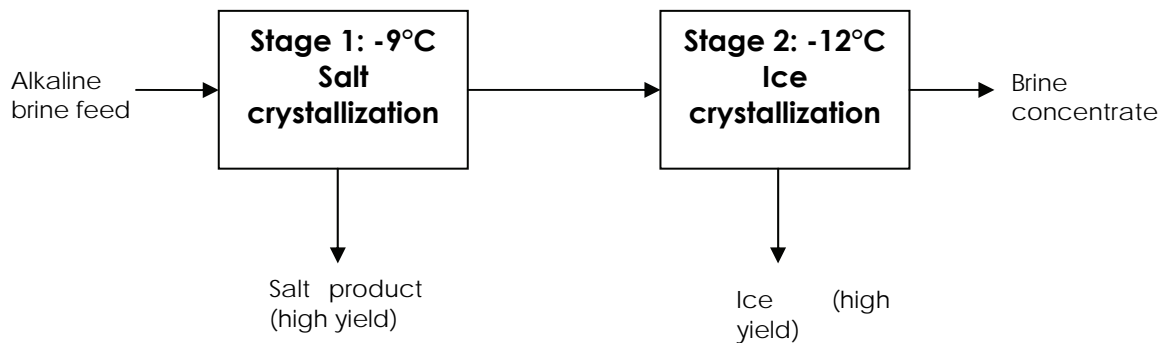 Stage 1: -9°C
Salt
crystallization
Stage 2: -12°C
Ice
crystallization
Alkaline
brine feed
Brine
concentrate
Salt product
(high yield)
Ice (high
yield)